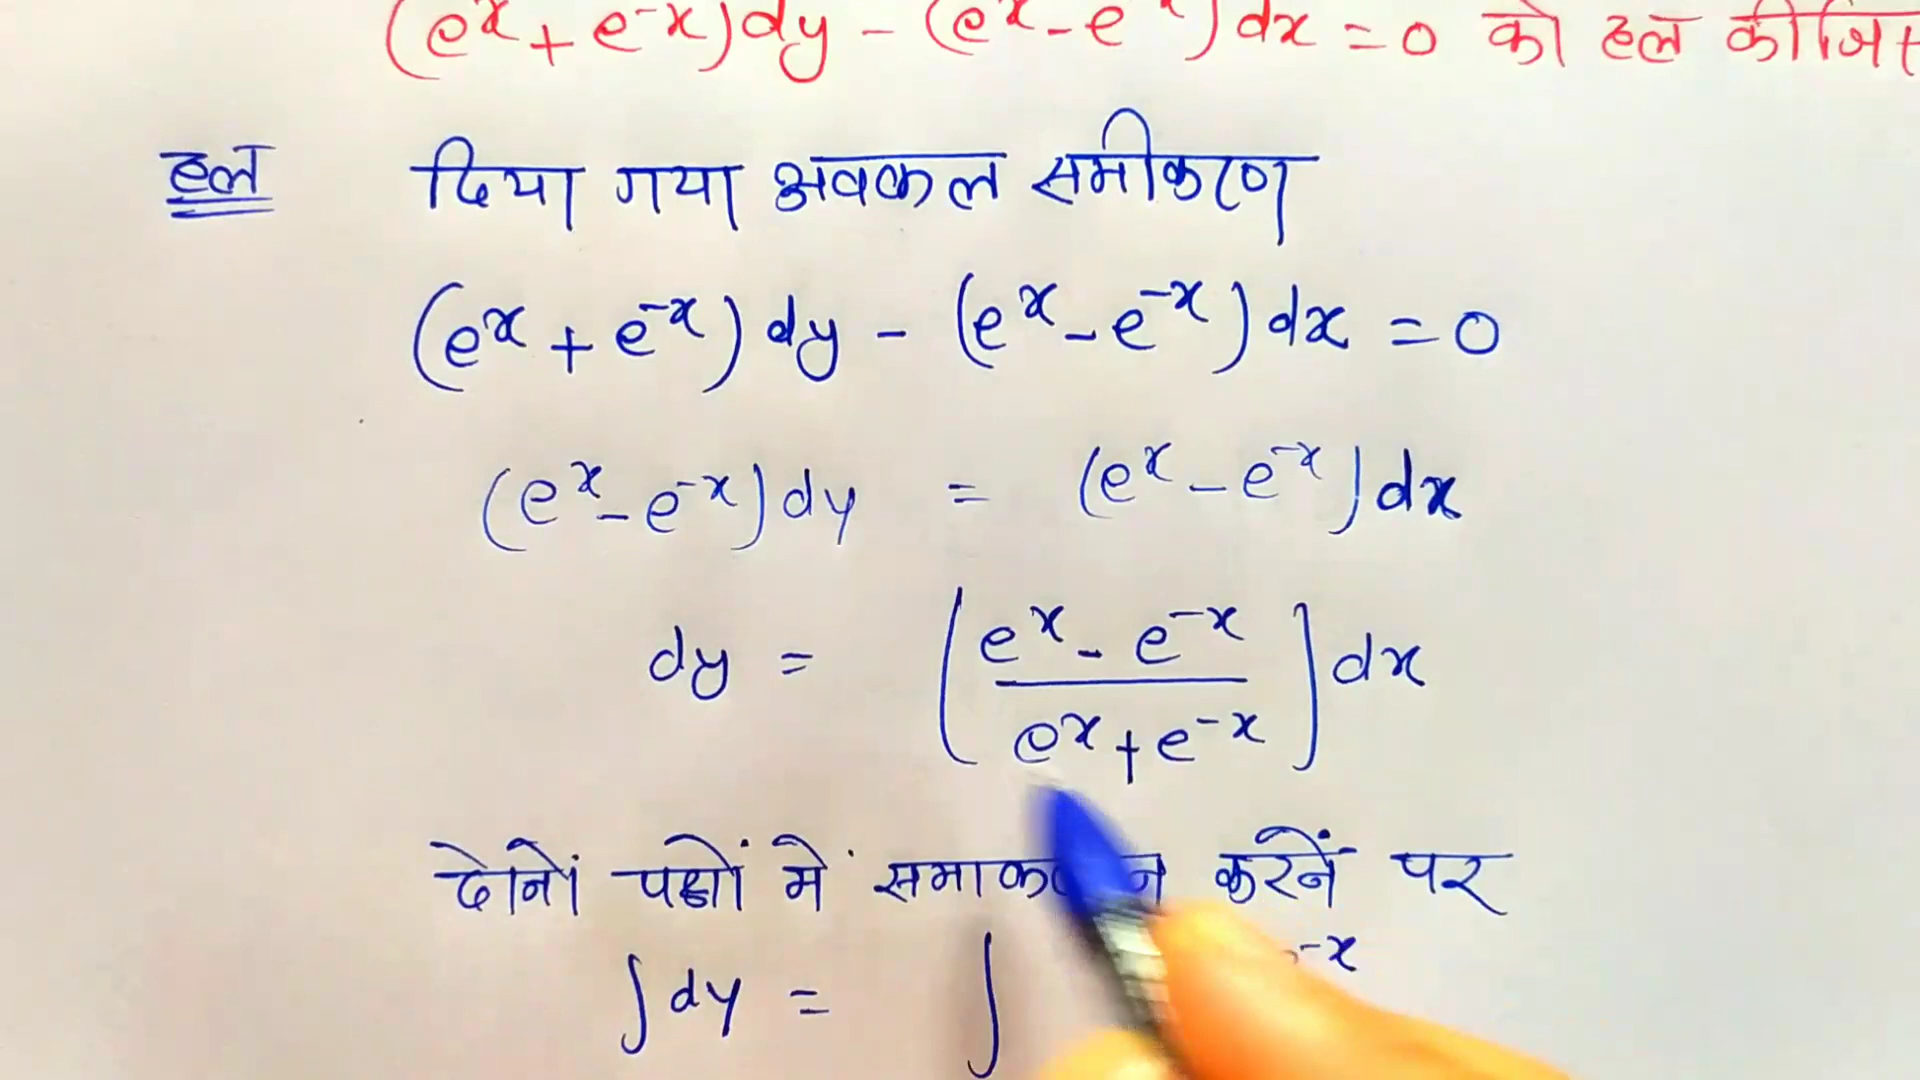 (eˣ + e⁻ˣ) dy - (eˣ - e⁻ˣ) dx = 0 को हल
हल दिया गया अवकल समीकरण
(eˣ + e⁻ˣ) dy - (eˣ - e⁻ˣ) dx = 0
(eˣ - e⁻ˣ) dy = (eˣ - e⁻ˣ) dx
dy = [(eˣ - e⁻ˣ)/(eˣ + e⁻ˣ)] dx
दोनों पक्षों में करनें पर
∫ dy = ∫